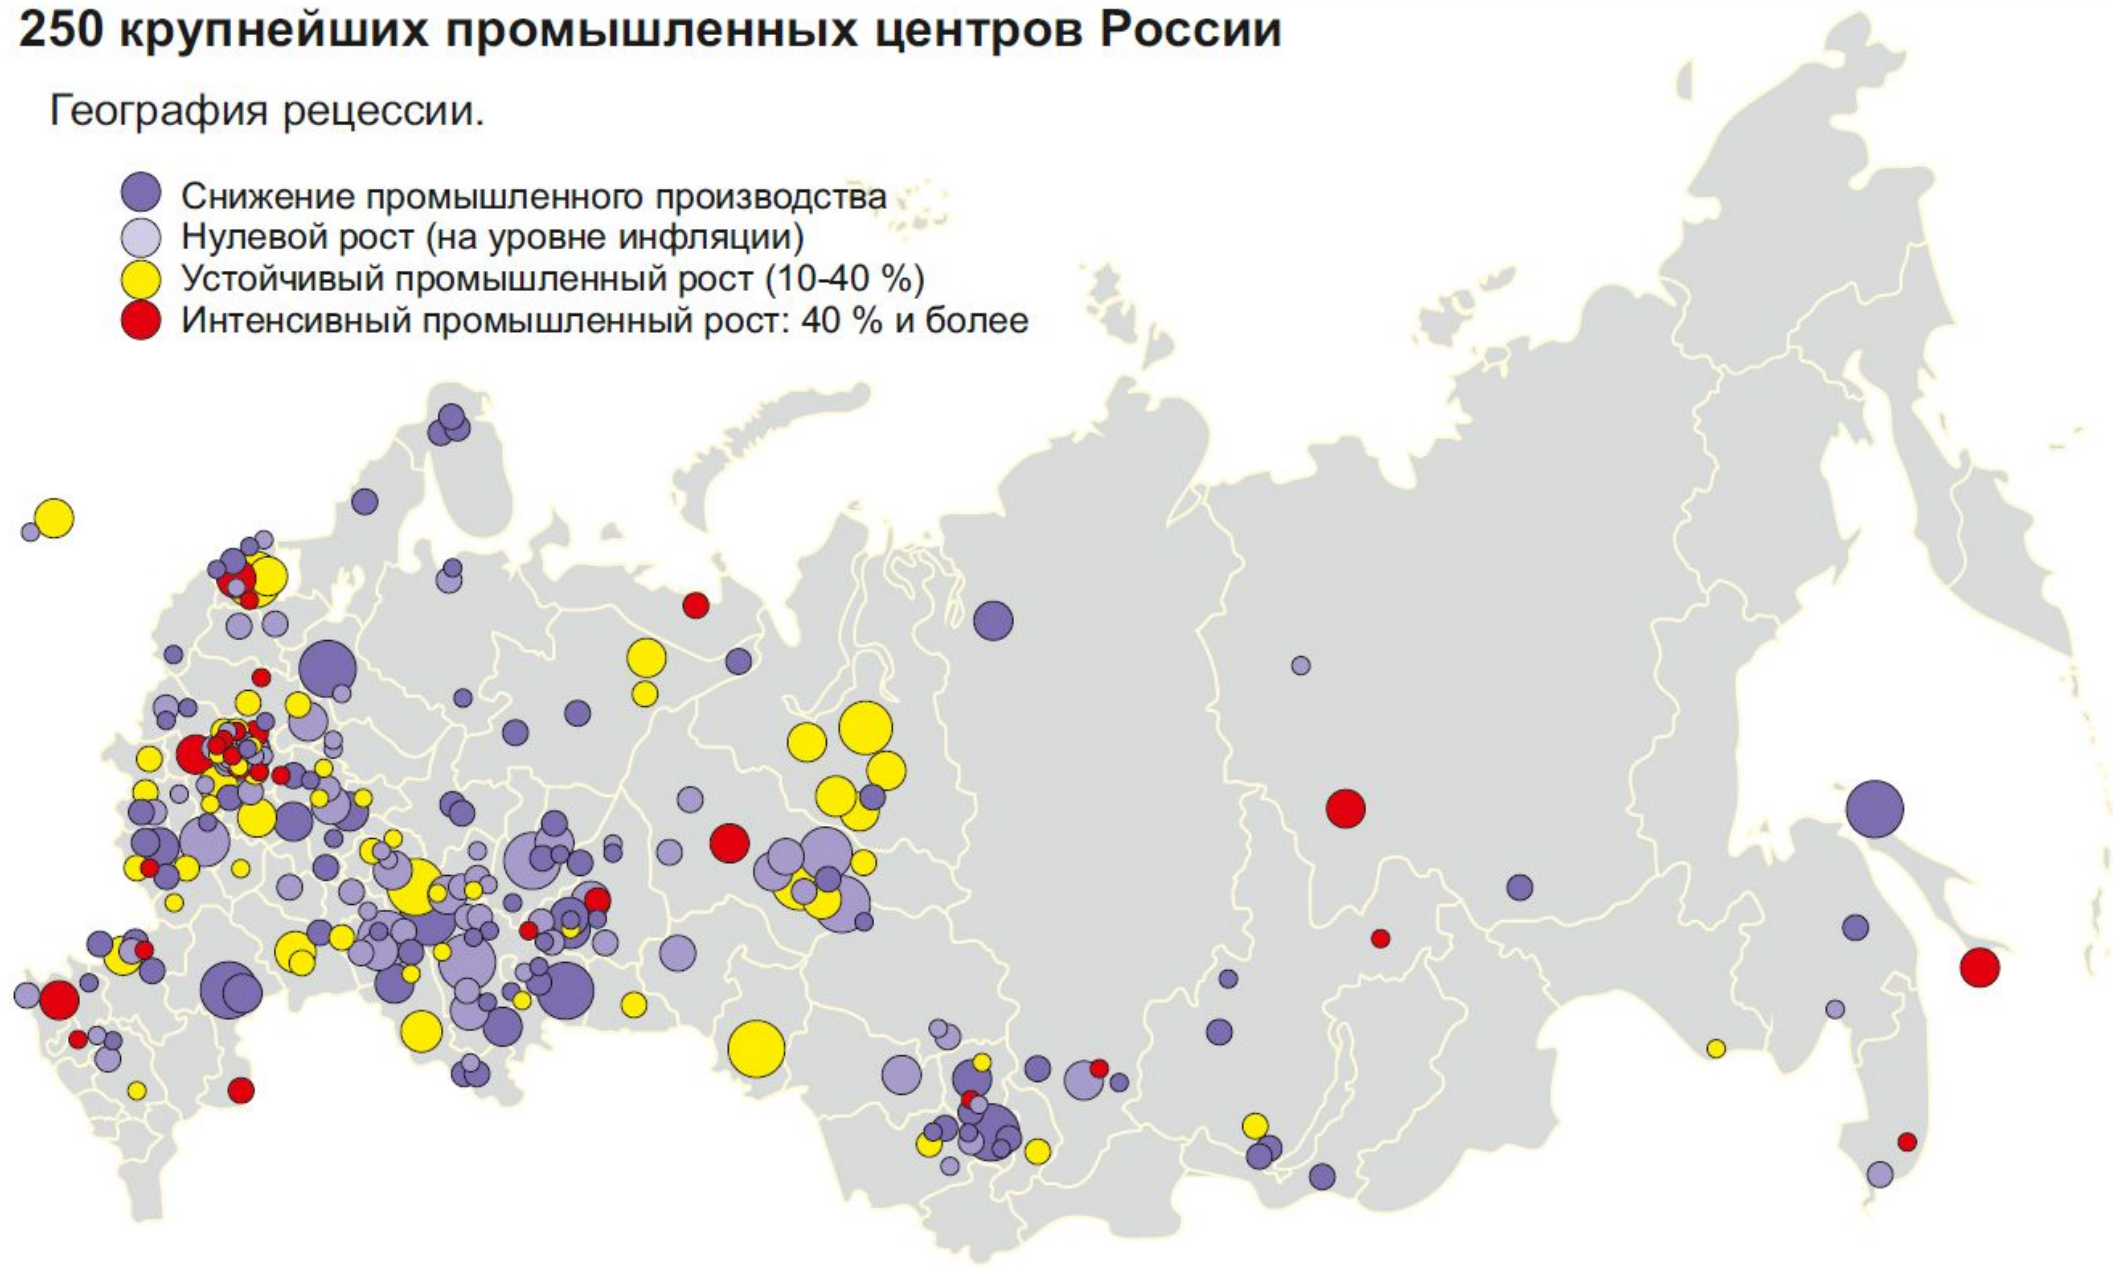 250 крупнейших промышленных центров России
География рецессии.
Снижение промышленного производства
Нулевой рост (на уровне инфляции)
Устойчивый промышленный рост (10-40 %)
Интенсивный промышленный рост: 40 % и более